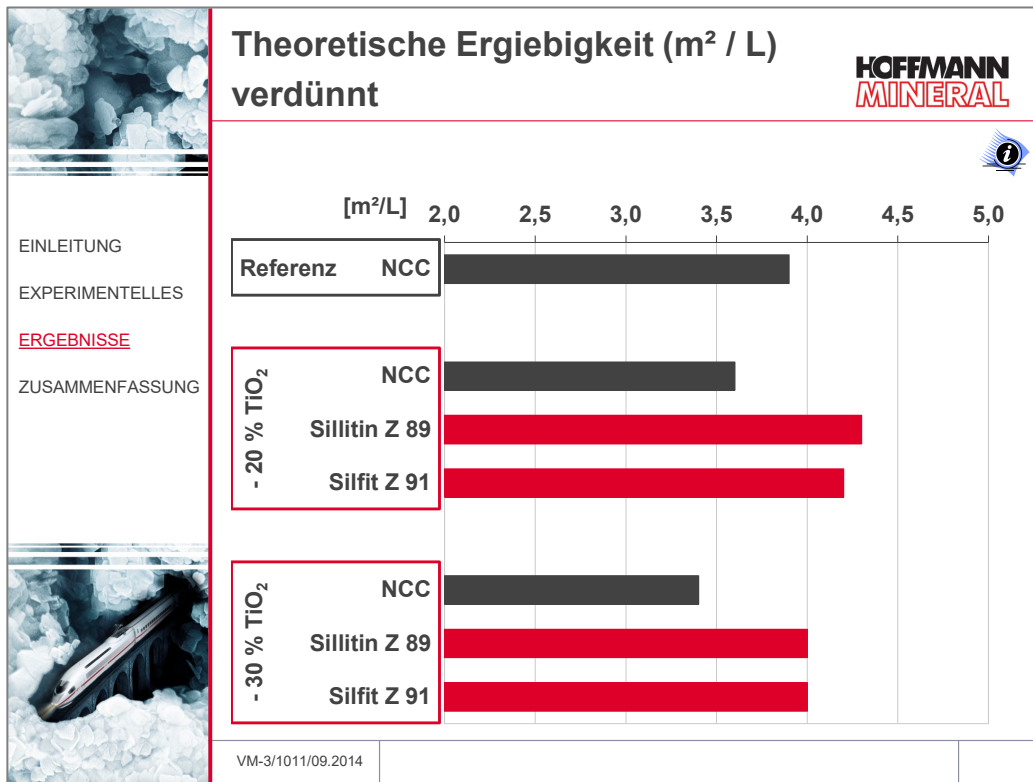 Theoretische Ergiebigkeit (m² / L)
verdünnt
HOFFMANN
MINERAL
i
EINLEITUNG
EXPERIMENTELLES
ERGEBNISSE
ZUSAMMENFASSUNG
[m²/L] 2,0 2,5 3,0 3,5 4,0 4,5 5,0
Referenz NCC
- 20 % TiO₂
NCC
Sillitin Z 89
Silfit Z 91
- 30 % TiO₂
NCC
Sillitin Z 89
Silfit Z 91
VM-3/1011/09.2014